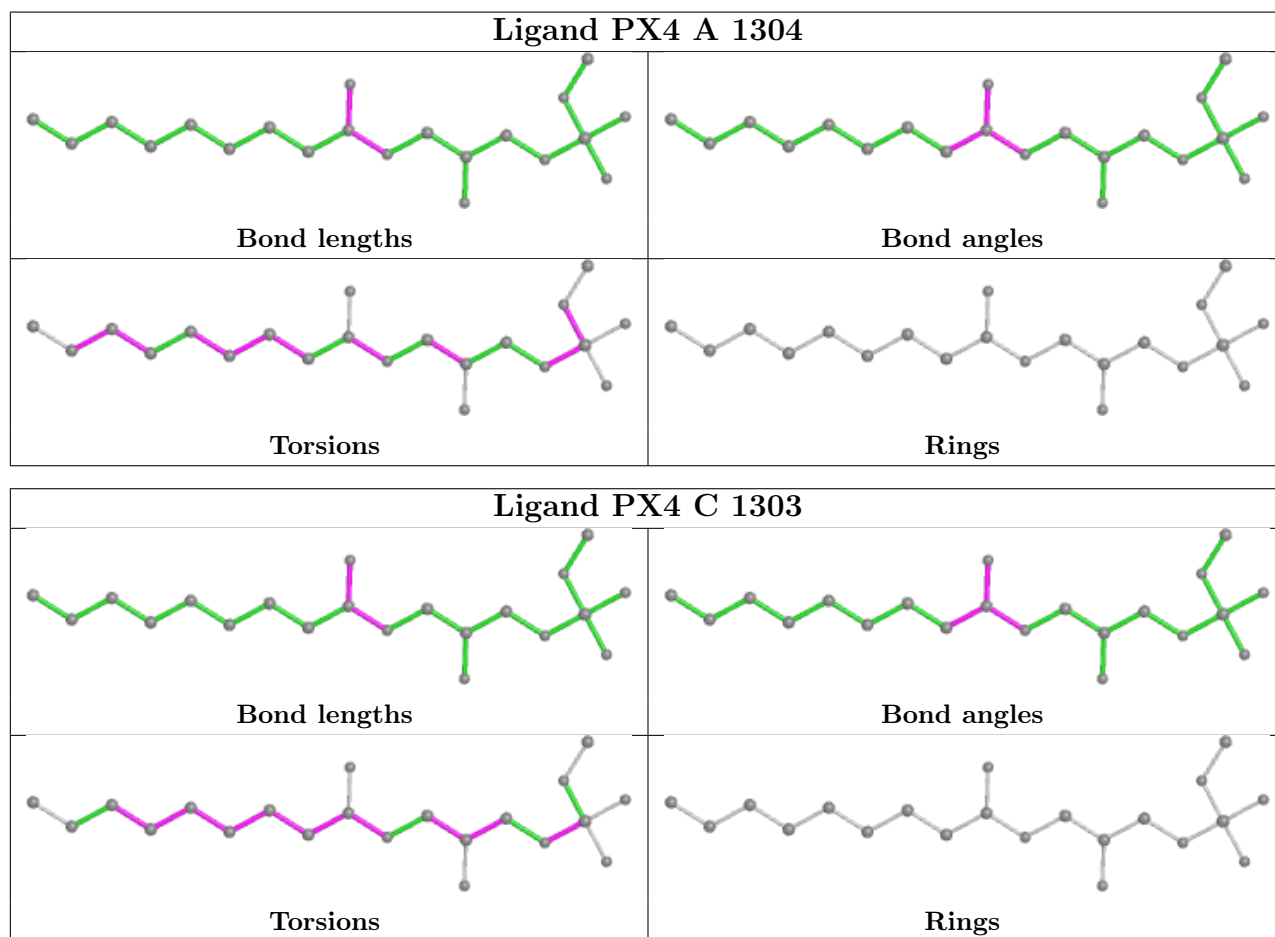 Ligand PX4 A 1304
Bond lengths
Bond angles
Torsions
Rings
Ligand PX4 C 1303
Bond lengths
Bond angles
Torsions
Rings